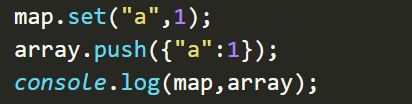 map.set("a",1);
array.push({"a":1});
console.log(map,array);